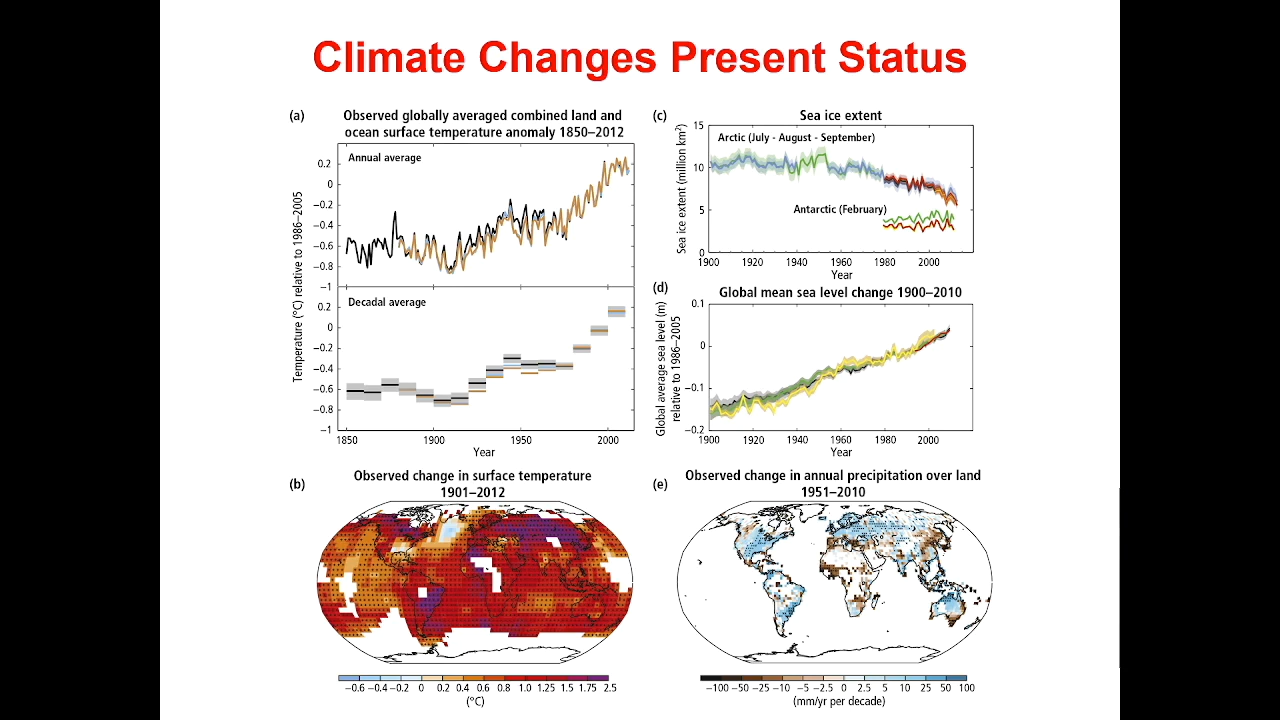 Climate Changes Present Status
(a)
Observed globally averaged combined land and
ocean surface temperature anomaly 1850–2012
Annual average
0.2
0
−0.2
−0.4
−0.6
−0.8
−1
Decadal average
0.2
0
−0.2
−0.4
−0.6
−0.8
−1
Temperature (°C) relative to 1986–2005
1850 1900 1950 2000
Year
(c)
Sea ice extent
Arctic (July - August - September)
Antarctic (February)
15
10
5
0
Sea ice extent (million km²)
1900 1920 1940 1960 1980 2000
Year
(d)
Global mean sea level change 1900–2010
0.1
0
−0.1
−0.2
Global average sea level (m)
relative to 1986–2005
1900 1920 1940 1960 1980 2000
Year
(b)
Observed change in surface temperature
1901–2012
−0.6 −0.4 −0.2 0 0.2 0.4 0.6 0.8 1.0 1.25 1.5 1.75 2.5
(°C)
(e)
Observed change in annual precipitation over land
1951–2010
−100 −50 −25 −10 −5 −2.5 0 2.5 5 10 25 50 100
(mm/yr per decade)